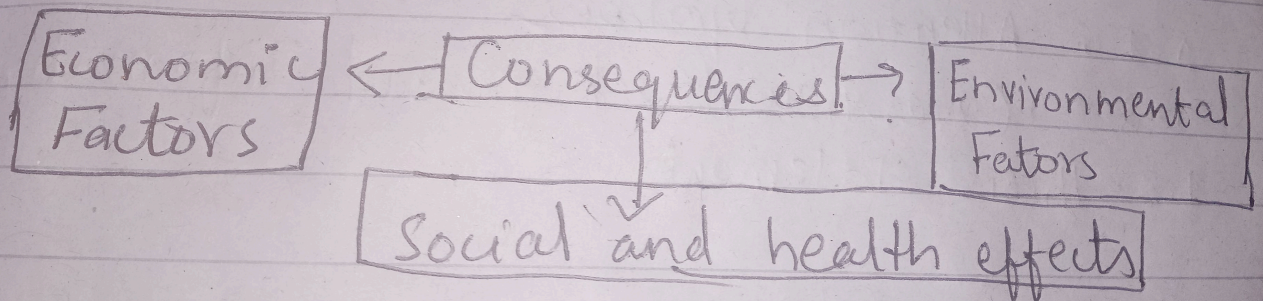 Economic
Factors
Consequences
Environmental
Fators
Social and health effects